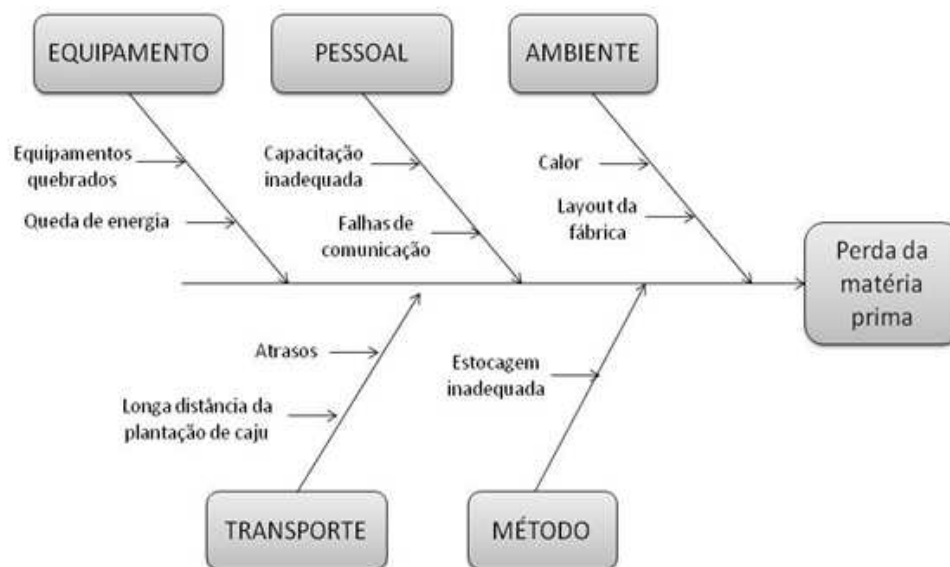 EQUIPAMENTO
PESSOAL
AMBIENTE
Equipamentos
quebrados
Queda de energia
Capacitação
inadequada
Falhas de
comunicação
Calor
Layout da
fábrica
Perda da
matéria
prima
Atrasos
Longa distância da
plantação de caju
Estocagem
inadequada
TRANSPORTE
MÉTODO